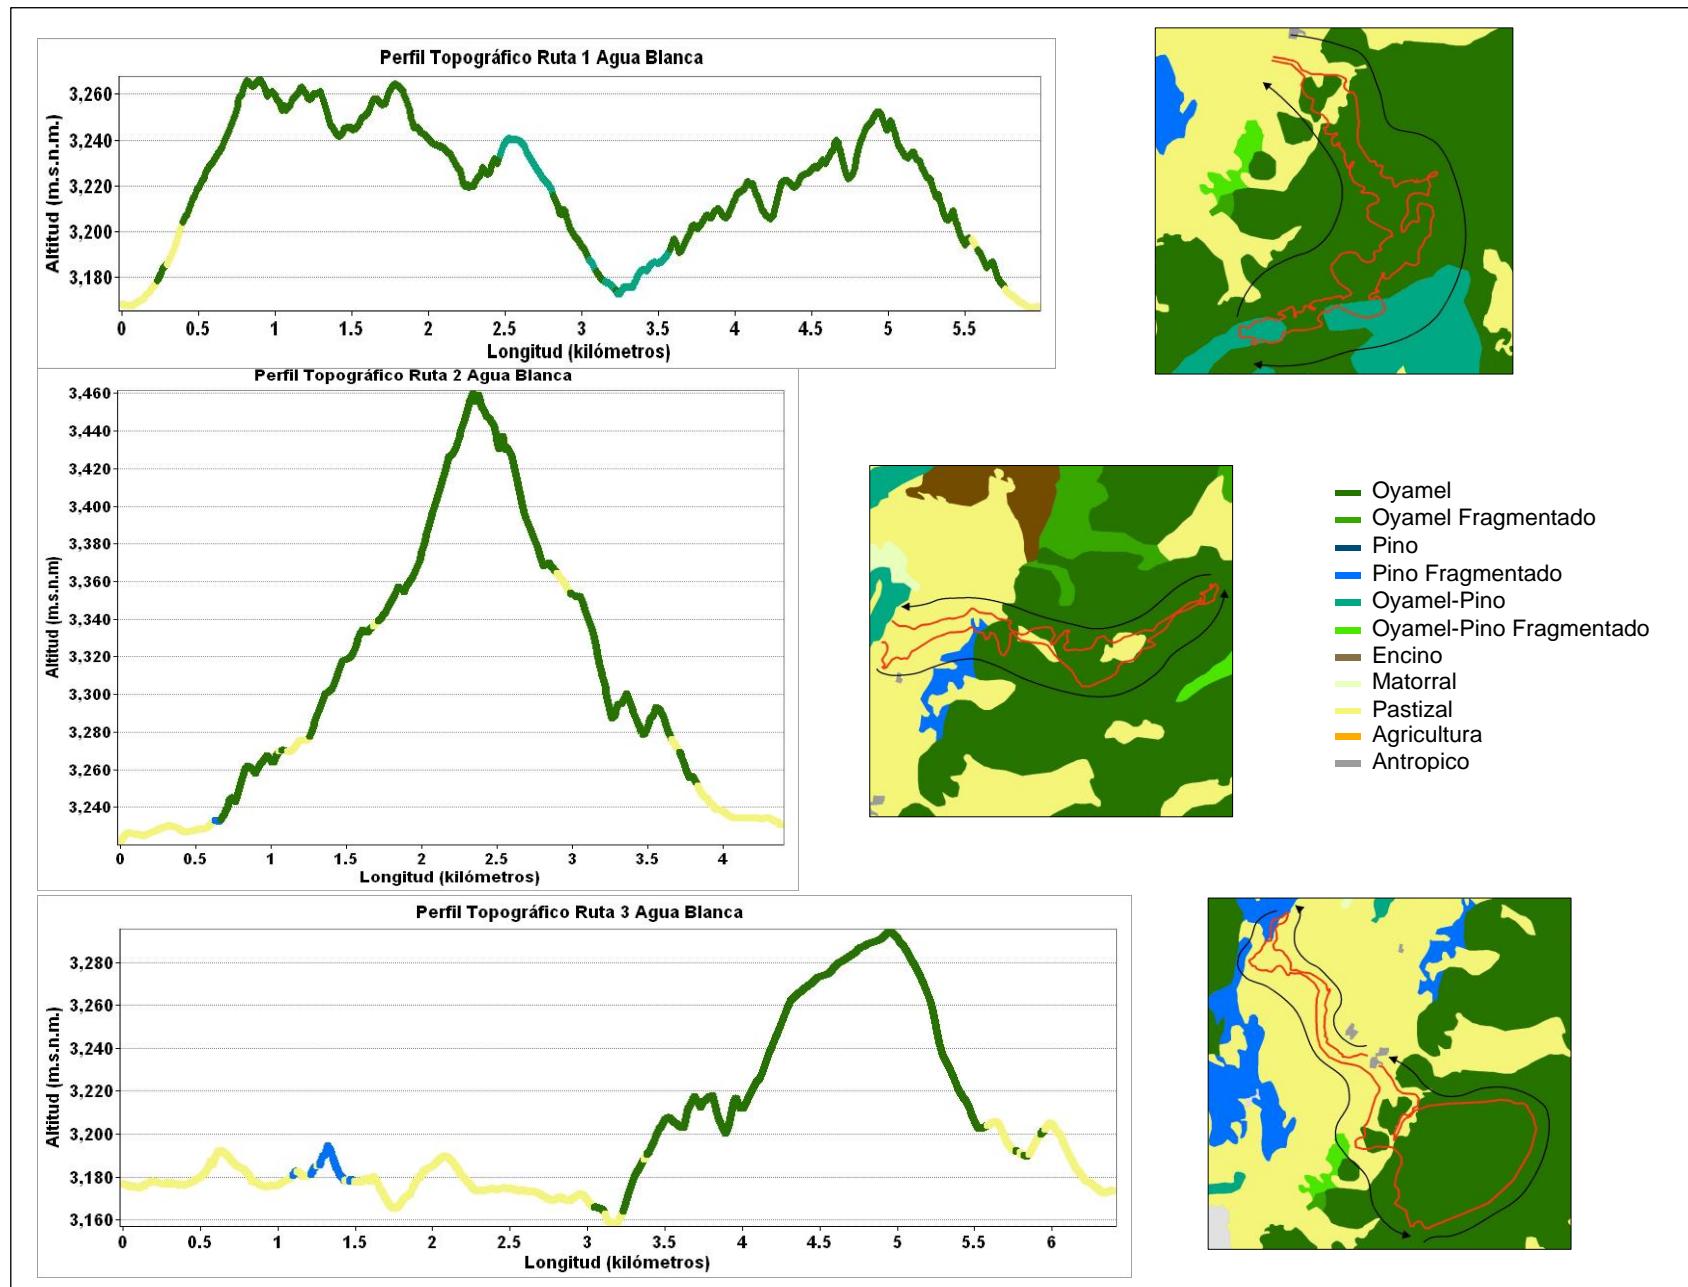 Perfil Topográfico Ruta 1 Agua Blanca
Altitud (m.s.n.m.)
3,260
3,240
3,220
3,200
3,180
0 0.5 1 1.5 2 2.5 3 3.5 4 4.5 5 5.5
Longitud (kilómetros)
Perfil Topográfico Ruta 2 Agua Blanca
Altitud (m.s.n.m)
3,460
3,440
3,420
3,400
3,380
3,360
3,340
3,320
3,300
3,280
3,260
3,240
0 0.5 1 1.5 2 2.5 3 3.5 4
Longitud (kilómetros)
Oyamel
Oyamel Fragmentado
Pino
Pino Fragmentado
Oyamel-Pino
Oyamel-Pino Fragmentado
Encino
Matorral
Pastizal
Agricultura
Antropico
Perfil Topográfico Ruta 3 Agua Blanca
Altitud (m.s.n.m.)
3,280
3,260
3,240
3,220
3,200
3,180
3,160
0 0.5 1 1.5 2 2.5 3 3.5 4 4.5 5 5.5 6
Longitud (kilómetros)